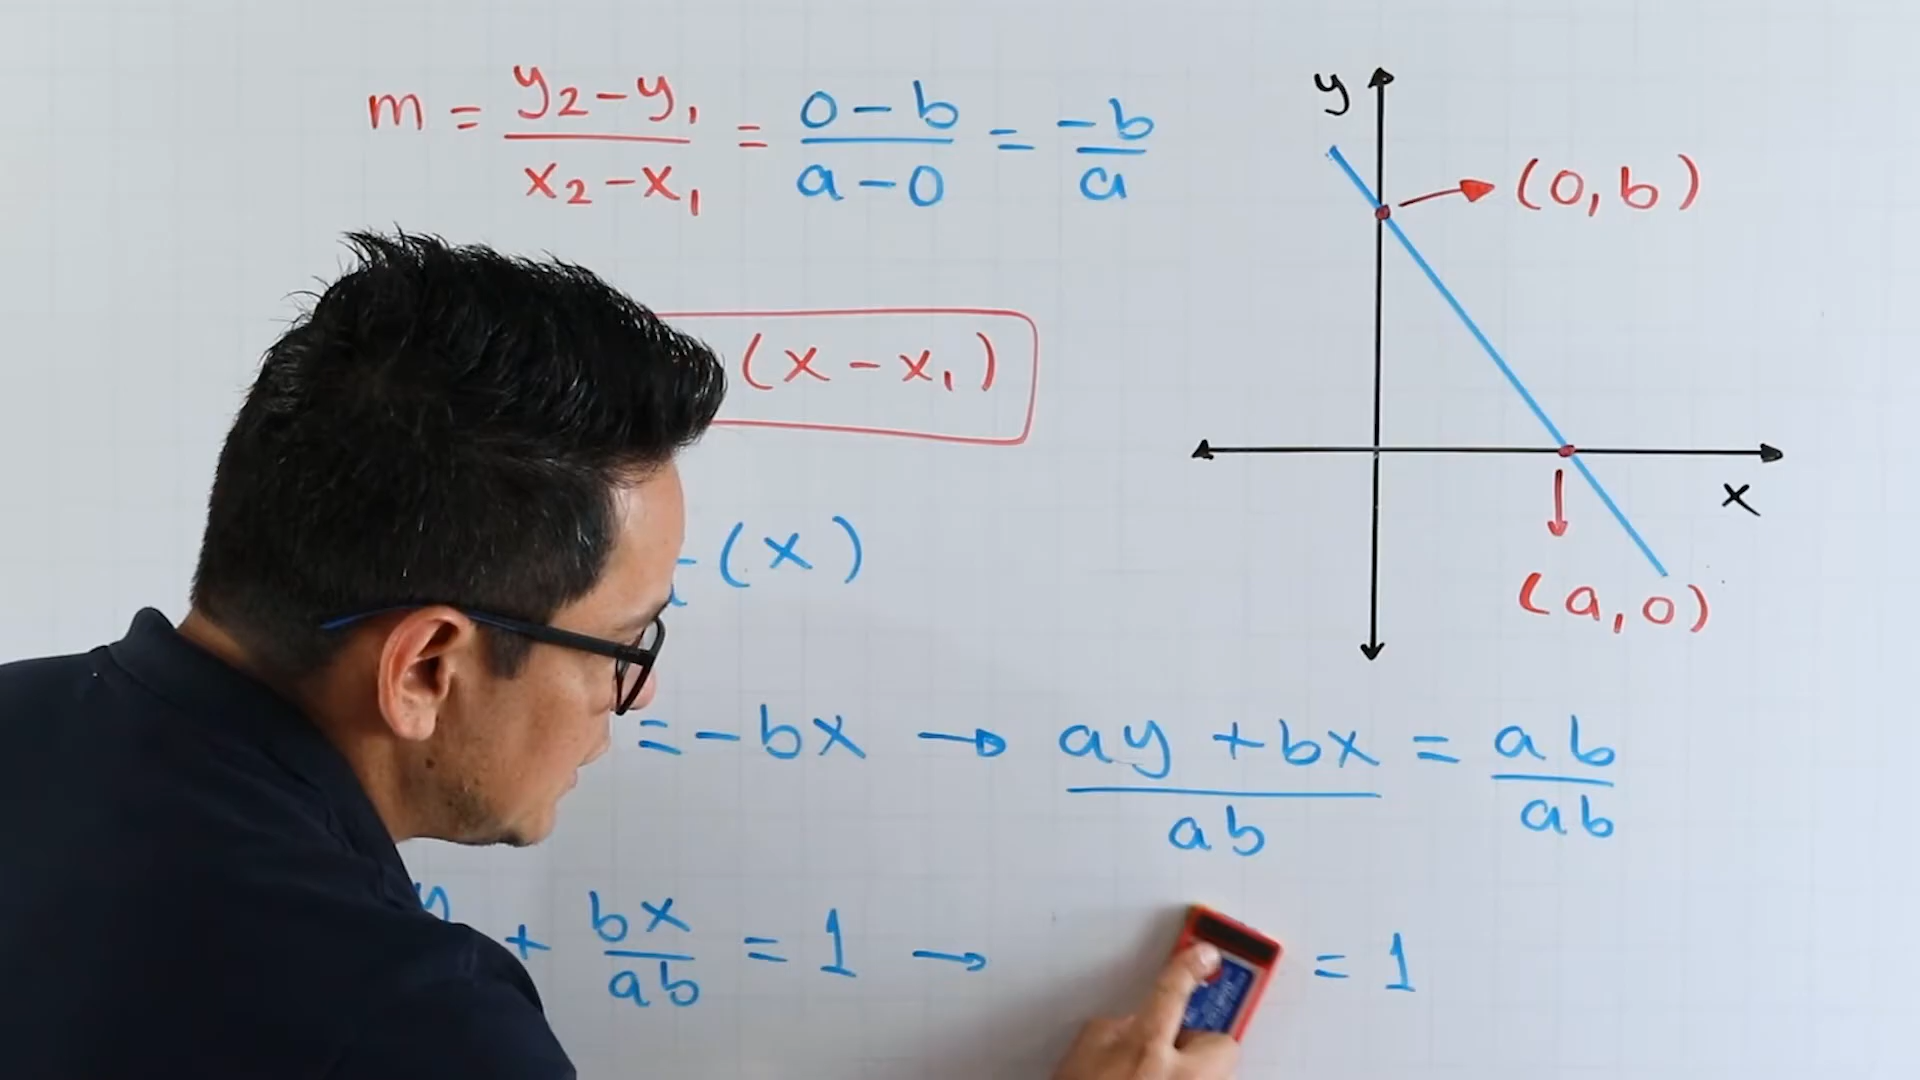 m = y₂-y₁ / x₂-x₁ = 0-b / a-0 = -b / a
y
(0,b)
(x-x₁)
x
(x)
(a,0)
=-bx → ay+bx / ab = ab / ab
y + bx / ab = 1 → = 1